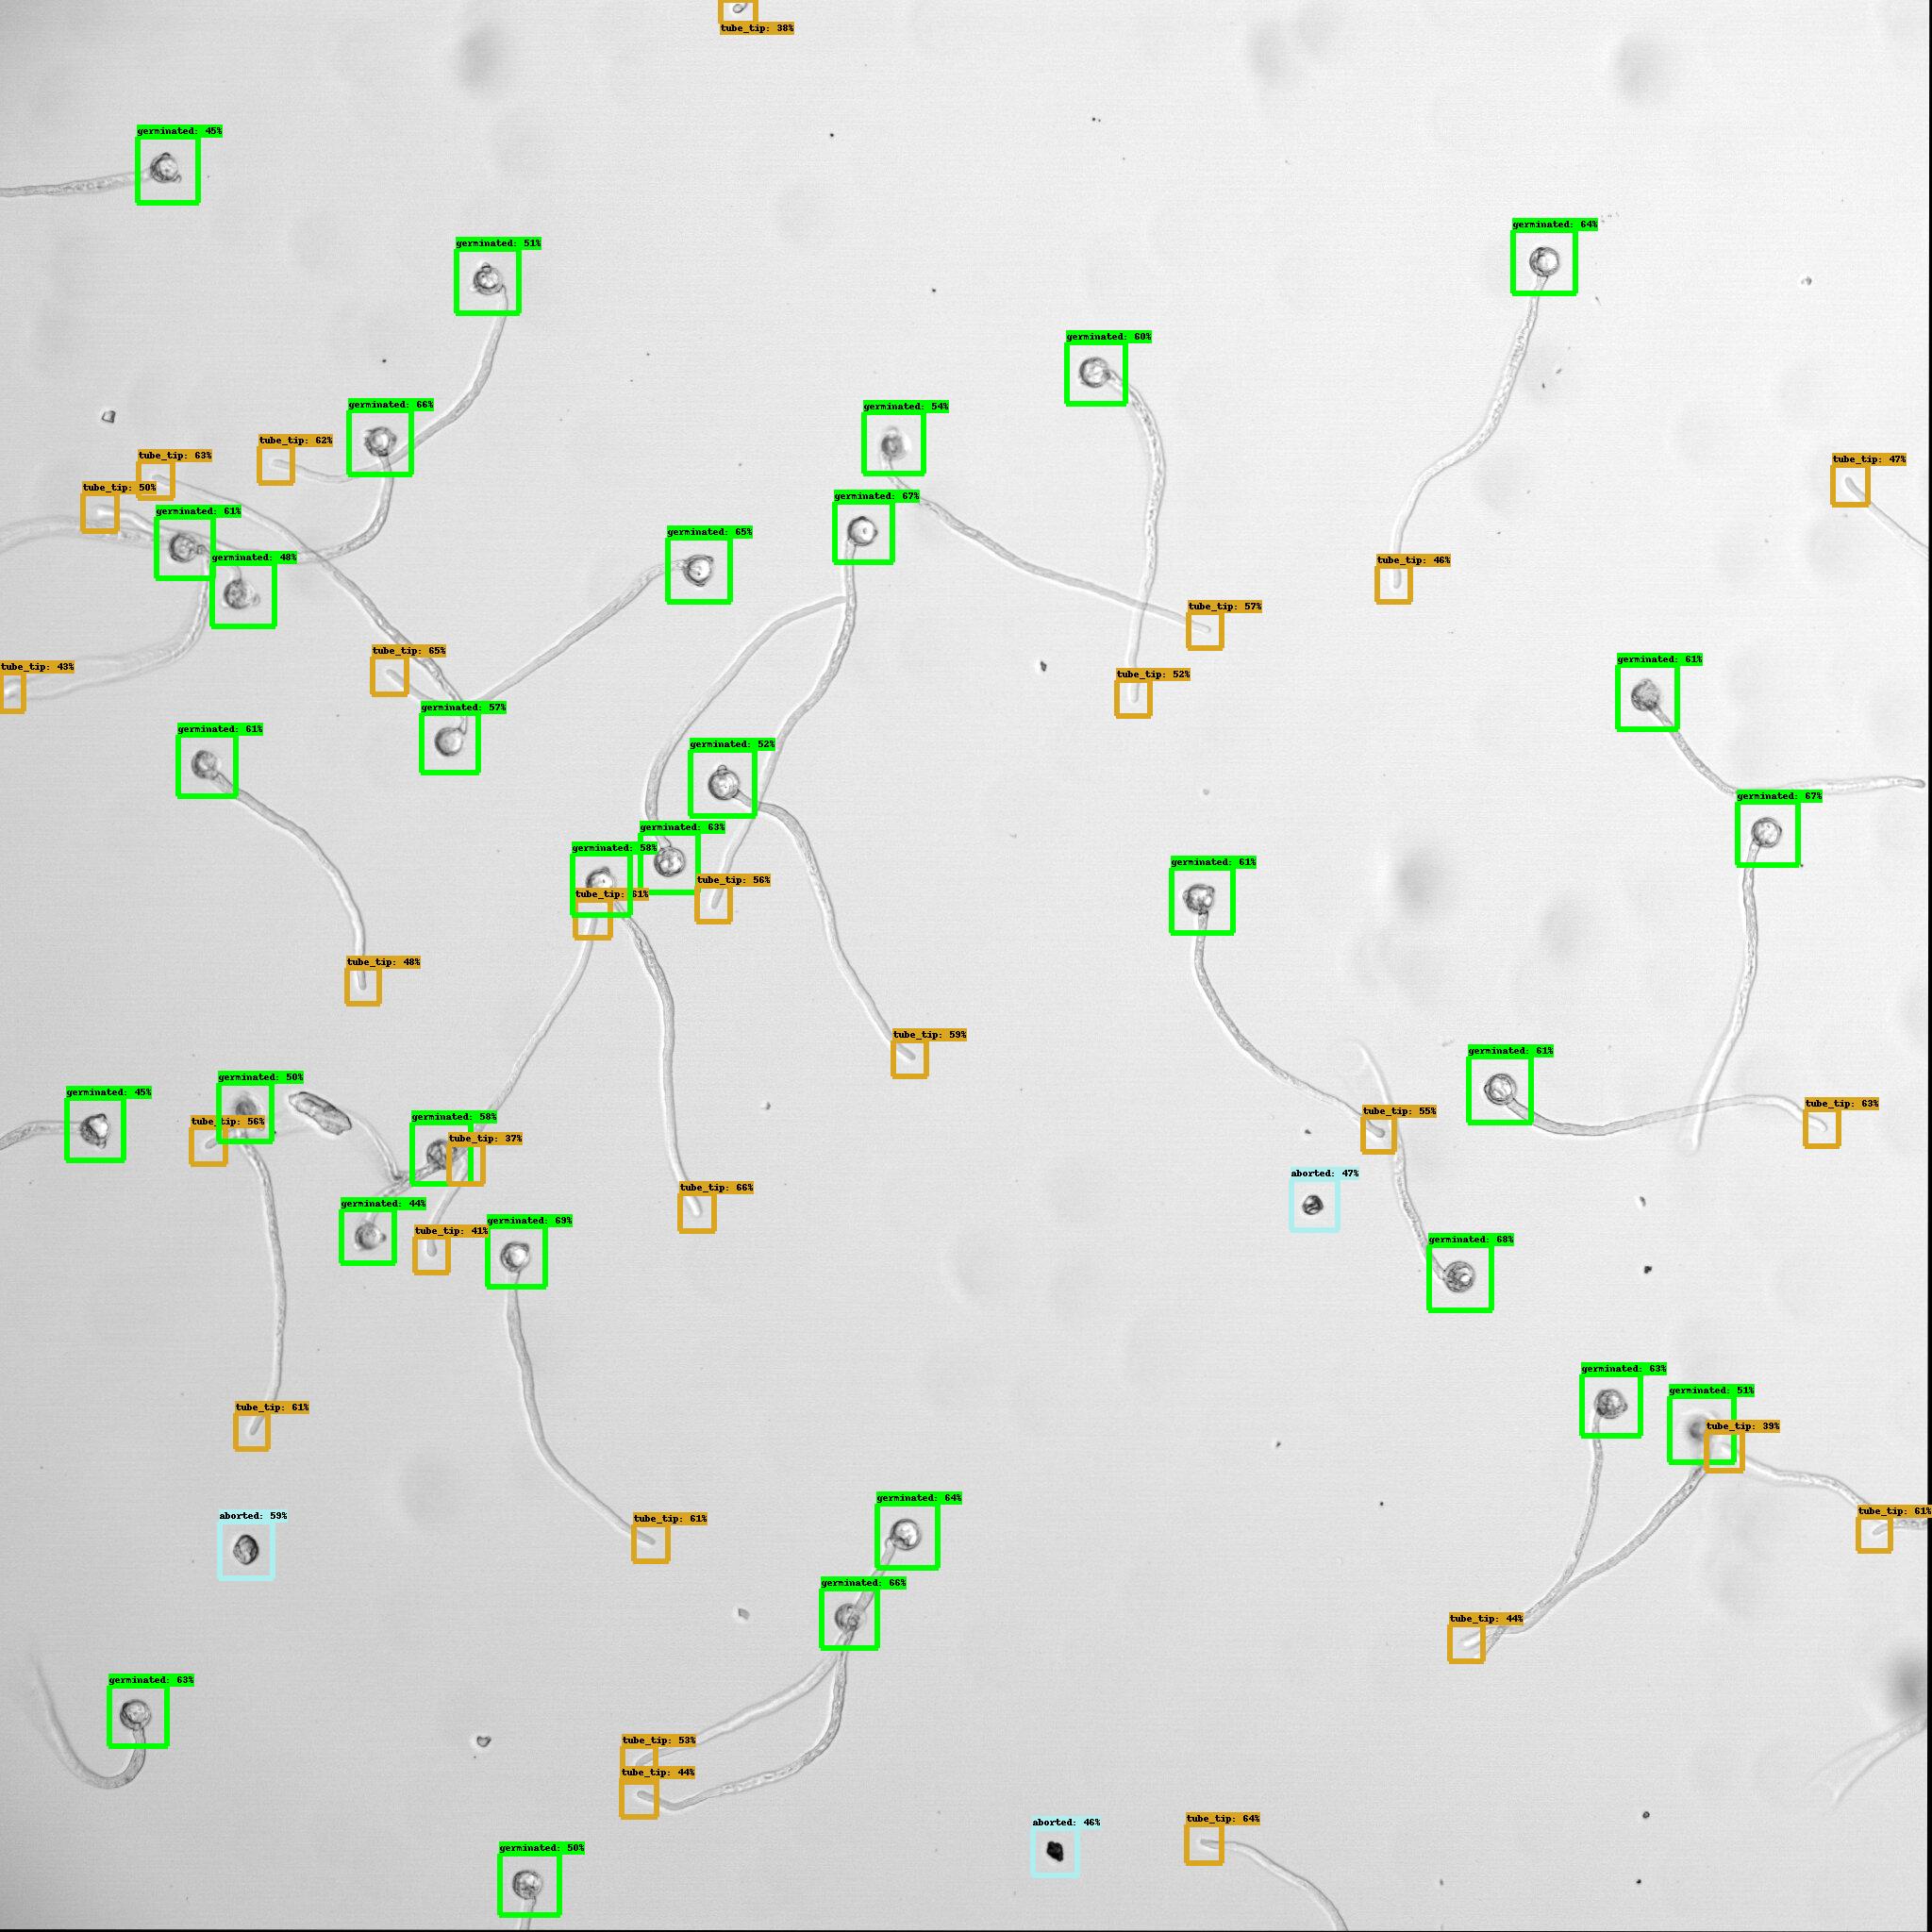 tube_tip: 38%
germinated: 45%
germinated: 64%
germinated: 51%
germinated: 60%
germinated: 66%
germinated: 54%
tube_tip: 62%
tube_tip: 63%
tube_tip: 47%
tube_tip: 50%
germinated: 67%
germinated: 61%
germinated: 65%
germinated: 48%
tube_tip: 46%
tube_tip: 57%
tube_tip: 65%
germinated: 61%
tube_tip: 43%
tube_tip: 52%
germinated: 57%
germinated: 61%
germinated: 52%
germinated: 67%
germinated: 63%
germinated: 58%
germinated: 61%
tube_tip: 56%
tube_tip: 61%
tube_tip: 48%
tube_tip: 59%
germinated: 61%
germinated: 50%
germinated: 45%
tube_tip: 63%
tube_tip: 55%
germinated: 58%
tube_tip: 56%
tube_tip: 37%
aborted: 47%
tube_tip: 66%
germinated: 44%
germinated: 69%
tube_tip: 41%
germinated: 68%
germinated: 63%
germinated: 51%
tube_tip: 61%
tube_tip: 39%
germinated: 64%
tube_tip: 61%
aborted: 59%
tube_tip: 61%
germinated: 66%
tube_tip: 44%
germinated: 63%
tube_tip: 53%
tube_tip: 44%
tube_tip: 64%
aborted: 46%
germinated: 50%